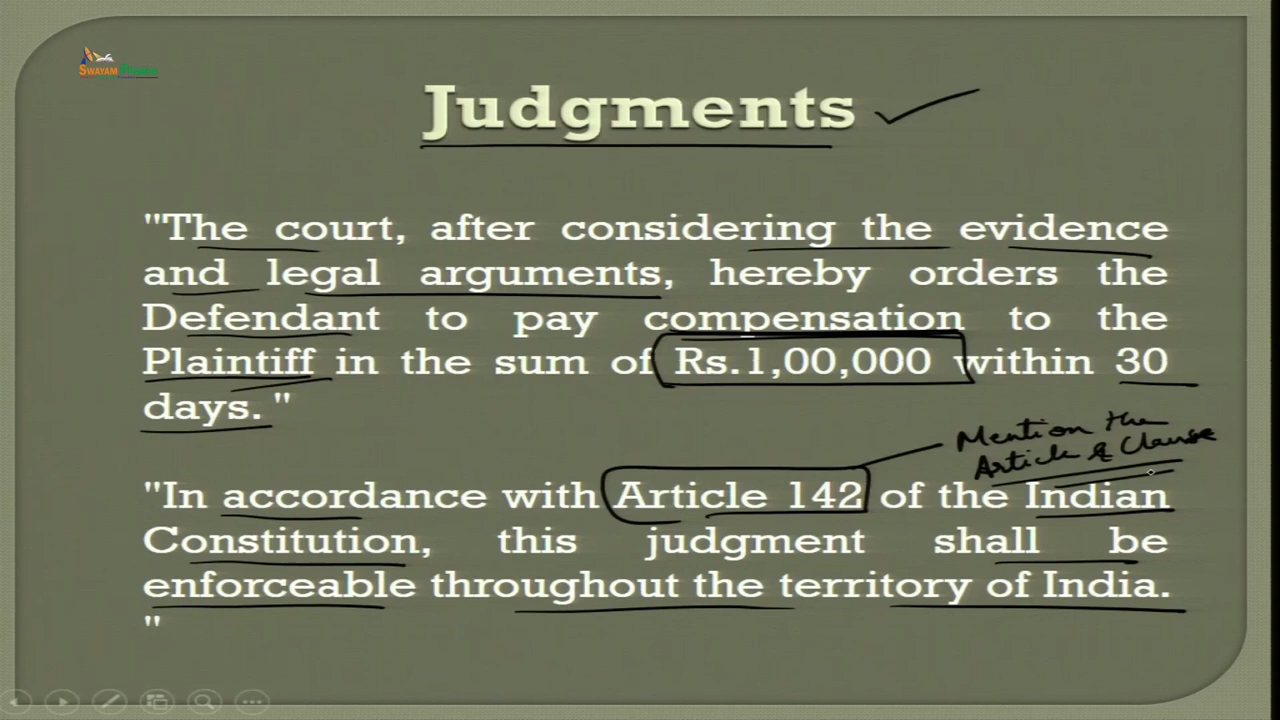 SWAYAM
Judgments
"The court, after considering the evidence
and legal arguments, hereby orders the
Defendant to pay compensation to the
Plaintiff in the sum of Rs.1,00,000 within 30
days. "
Mention the
Article & Clause
"In accordance with Article 142 of the Indian
Constitution, this judgment shall be
enforceable throughout the territory of India.
"